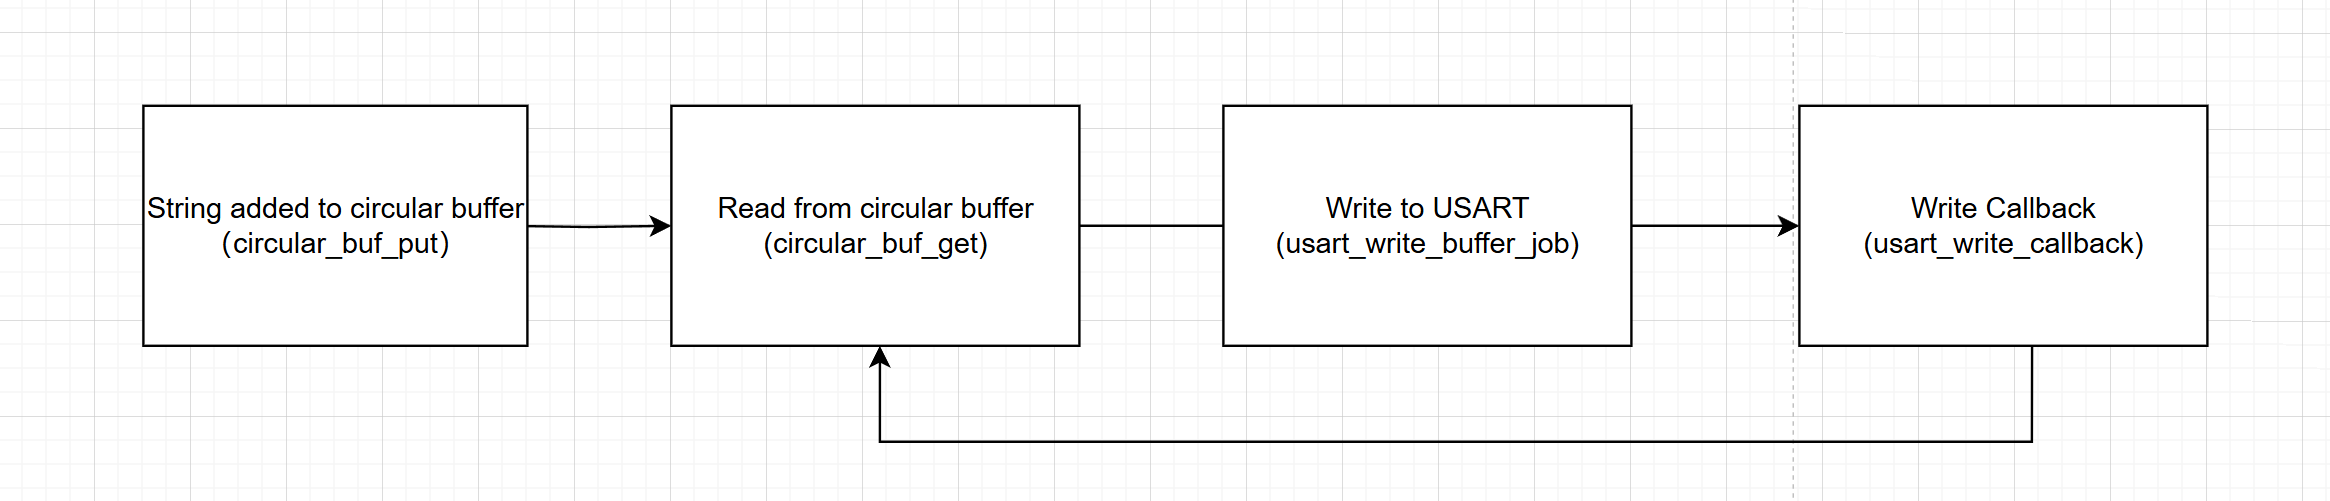 String added to circular buffer
(circular_buf_put)
Read from circular buffer
(circular_buf_get)
Write to USART
(usart_write_buffer_job)
Write Callback
(usart_write_callback)